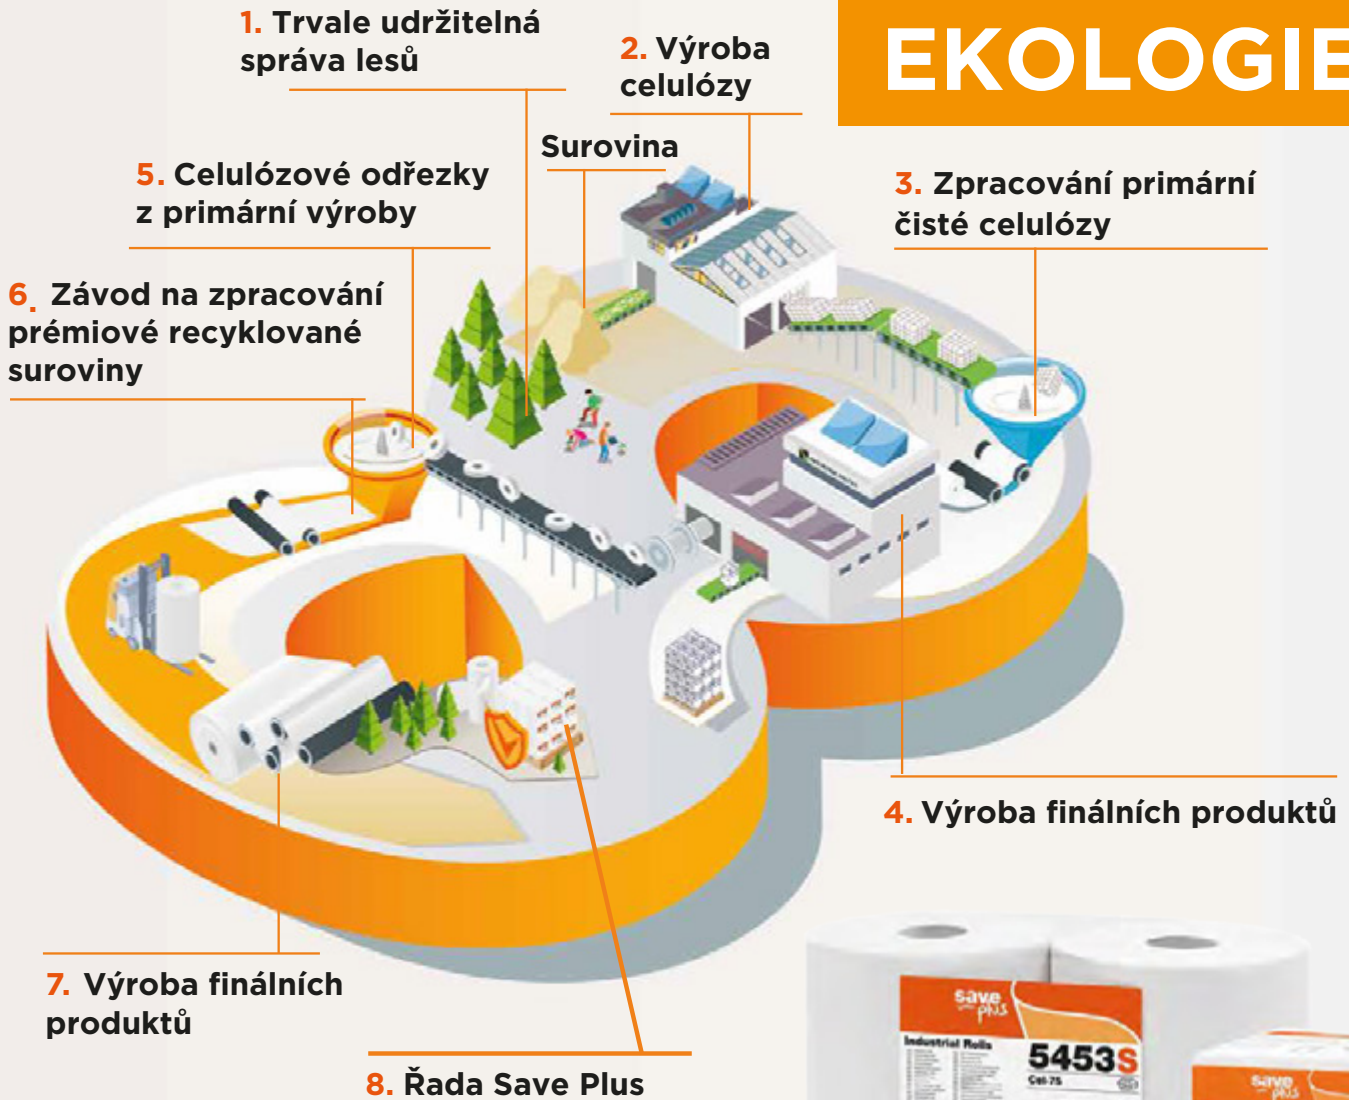 EKOLOGIE
1. Trvale udržitelná
správa lesů
2. Výroba
celulózy
Surovina
3. Zpracování primární
čisté celulózy
5. Celulózové odřezky
z primární výroby
6. Závod na zpracování
prémiové recyklované
suroviny
4. Výroba finálních produktů
7. Výroba finálních
produktů
8. Řada Save Plus
save
plus
Industrial Rolls
5453S
Cel-75
save
plus